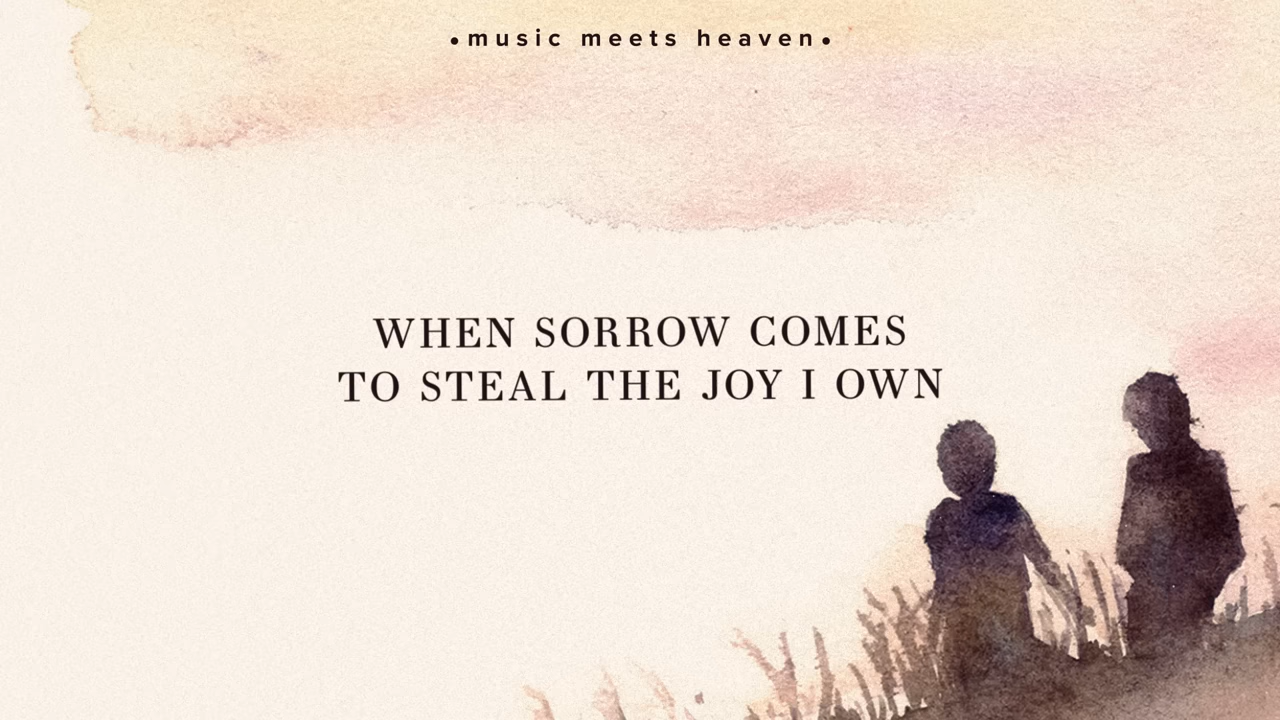 •music meets heaven•
WHEN SORROW COMES
TO STEAL THE JOY I OWN